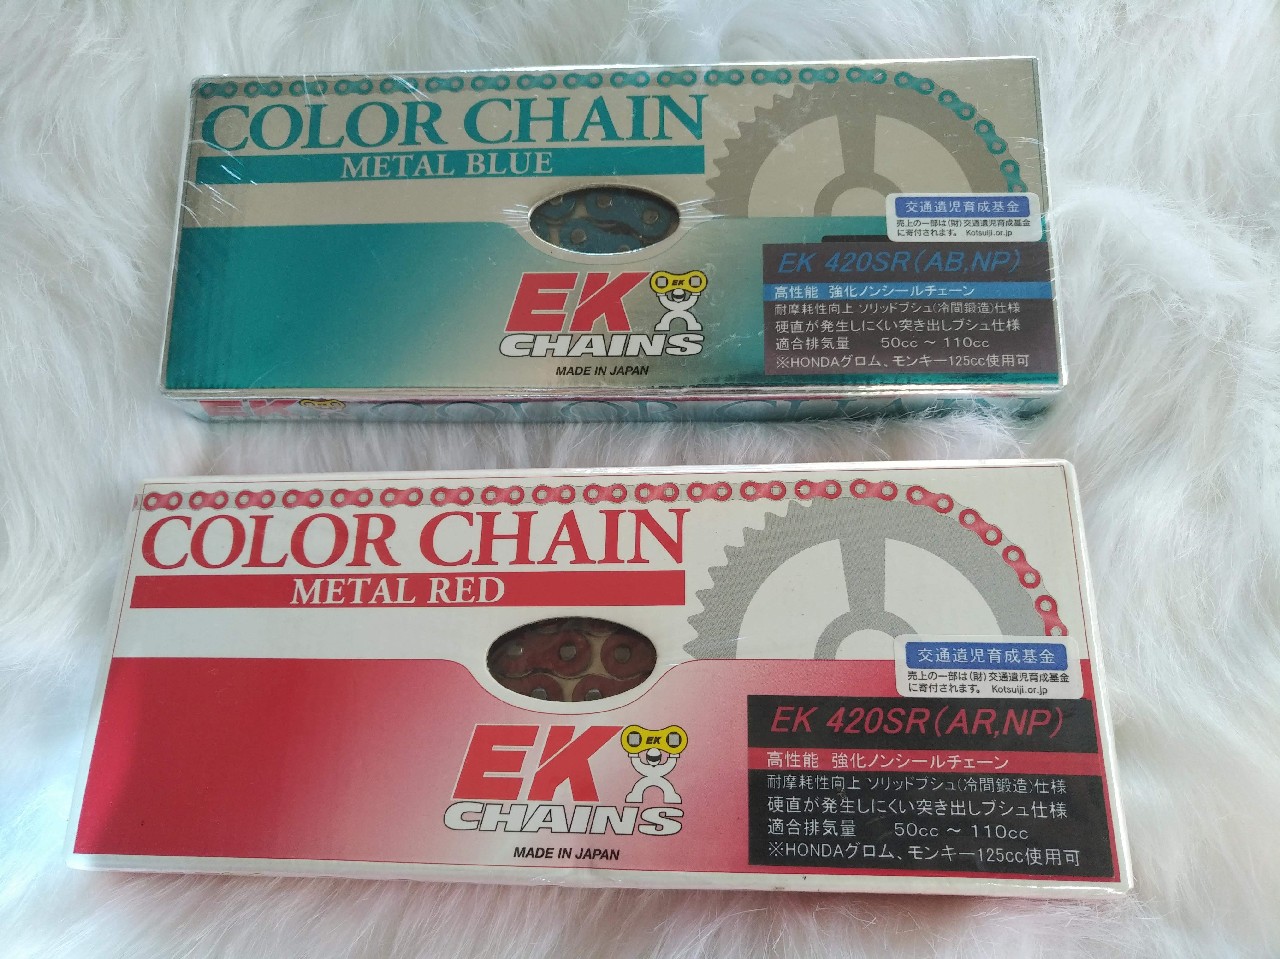 COLOR CHAIN
METAL BLUE
交通遺児育成基金
売上の一部は(財)交通遺児育成基金
に寄付されます。 Kotsuiji.or.jp
EK 420SR(AB,NP)
高性能 強化ノンシールチェーン
耐摩耗性向上 ソリッドブシュ(冷間鍛造)仕様
硬直が発生しにくい突き出しブシュ仕様
適合排気量 50cc ～ 110cc
※HONDAグロム、モンキー125cc使用可
EK
EK
CHAINS
MADE IN JAPAN
EK COLOR CHAIN
COLOR CHAIN
METAL RED
交通遺児育成基金
売上の一部は(財)交通遺児育成基金
に寄付されます。 Kotsuiji.or.jp
EK 420SR(AR,NP)
高性能 強化ノンシールチェーン
耐摩耗性向上 ソリッドブシュ(冷間鍛造)仕様
硬直が発生しにくい突き出しブシュ仕様
適合排気量 50cc ～ 110cc
※HONDAグロム、モンキー125cc使用可
EK
EK
CHAINS
MADE IN JAPAN